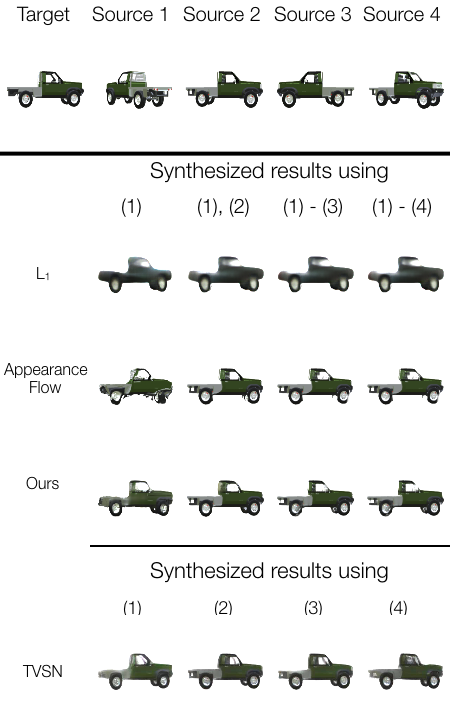 Target Source 1 Source 2 Source 3 Source 4
Synthesized results using
(1) (1), (2) (1) - (3) (1) - (4)
L₁
Appearance
Flow
Ours
Synthesized results using
(1) (2) (3) (4)
TVSN